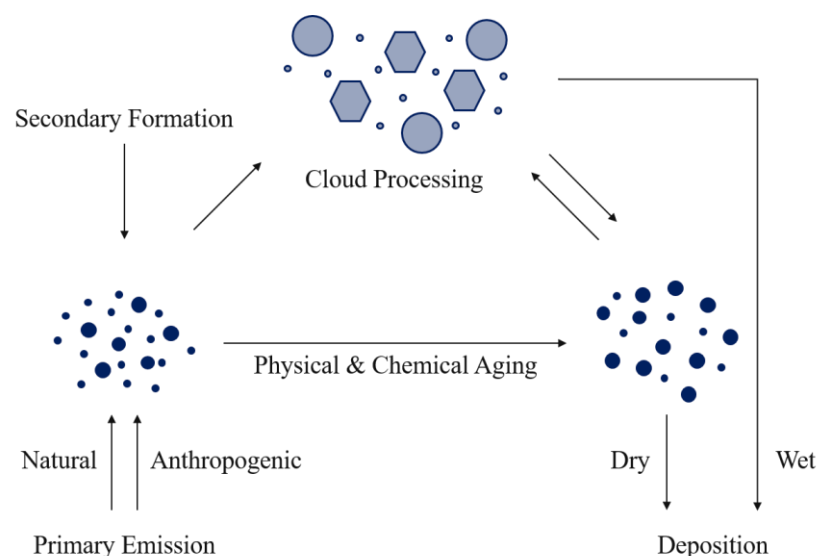 Secondary Formation
Cloud Processing
Physical & Chemical Aging
Natural
Anthropogenic
Dry
Wet
Primary Emission
Deposition